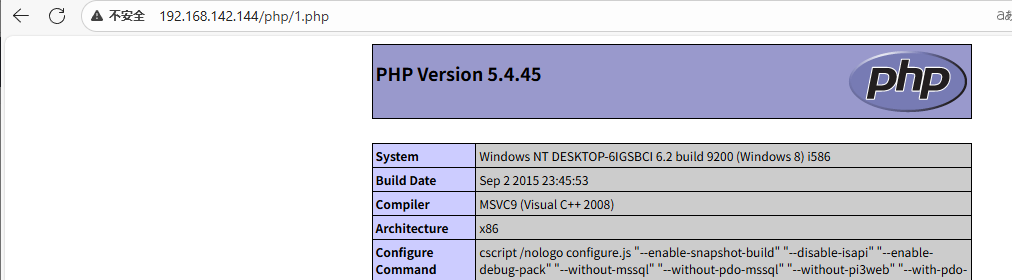 不安全 192.168.142.144/php/1.php aあ
PHP Version 5.4.45
php
System Windows NT DESKTOP-6IGSBCI 6.2 build 9200 (Windows 8) i586
Build Date Sep 2 2015 23:45:53
Compiler MSVC9 (Visual C++ 2008)
Architecture x86
Configure Command cscript /nologo configure.js "--enable-snapshot-build" "--disable-isapi" "--enable-
debug-pack" "--without-mssql" "--without-pdo-mssql" "--without-pi3web" "--with-pdo-